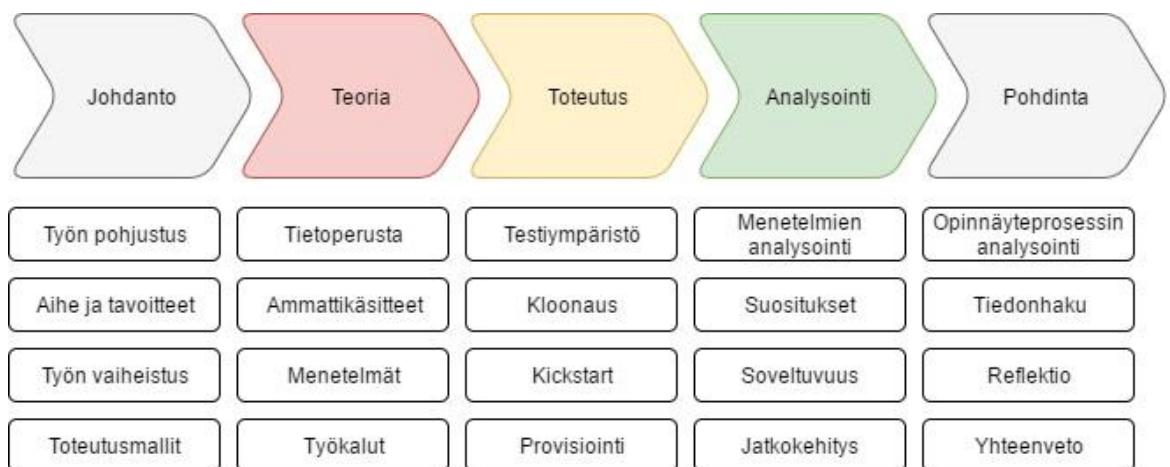 Johdanto
Teoria
Toteutus
Analysointi
Pohdinta
Työn pohjustus
Tietoperusta
Testiympäristö
Menetelmien
analysointi
Opinnäyteprosessin
analysointi
Aihe ja tavoitteet
Ammattikäsitteet
Kloonaus
Suositukset
Tiedonhaku
Työn vaiheistus
Menetelmät
Kickstart
Soveltuvuus
Reflektio
Toteutusmallit
Työkalut
Provisiointi
Jatkokehitys
Yhteenveto